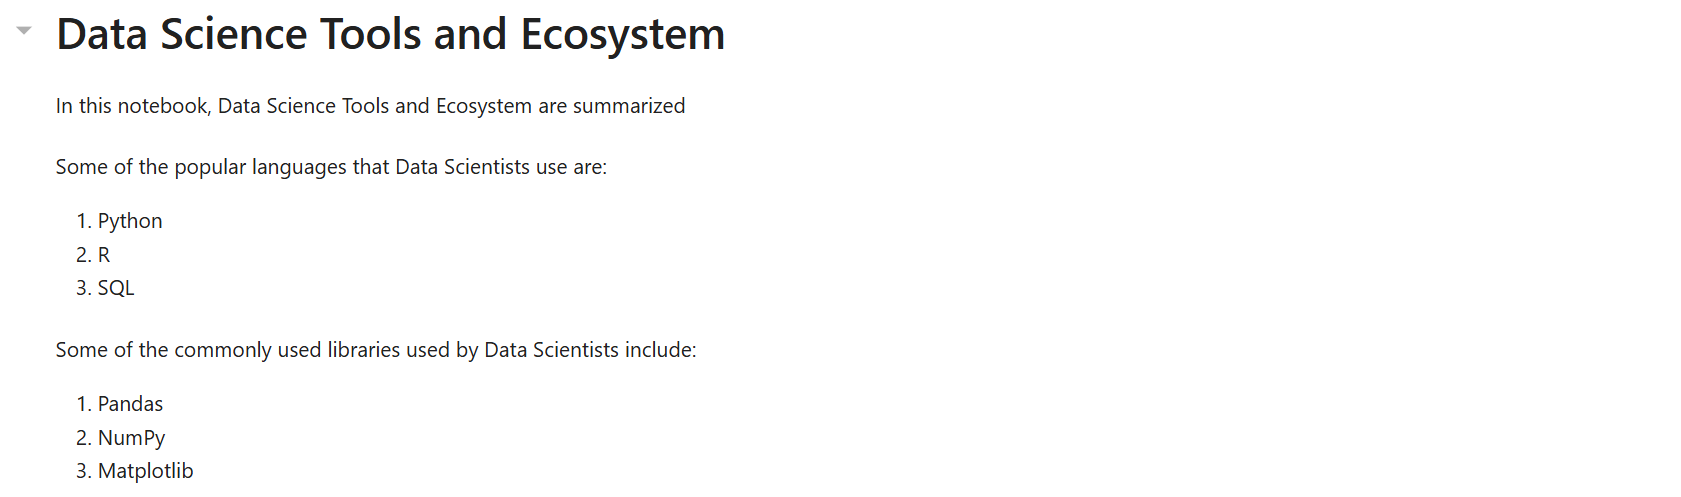 Data Science Tools and Ecosystem
In this notebook, Data Science Tools and Ecosystem are summarized
Some of the popular languages that Data Scientists use are:
1. Python
2. R
3. SQL
Some of the commonly used libraries used by Data Scientists include:
1. Pandas
2. NumPy
3. Matplotlib